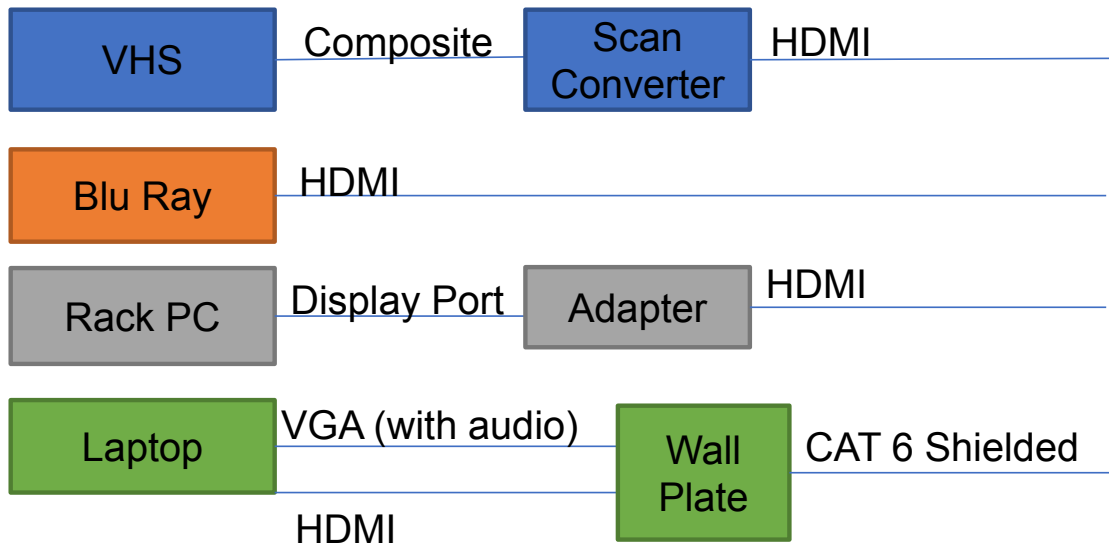 VHS
Composite
Scan
Converter
HDMI
Blu Ray
HDMI
Rack PC
Display Port
Adapter
HDMI
Laptop
VGA (with audio)
HDMI
Wall
Plate
CAT 6 Shielded